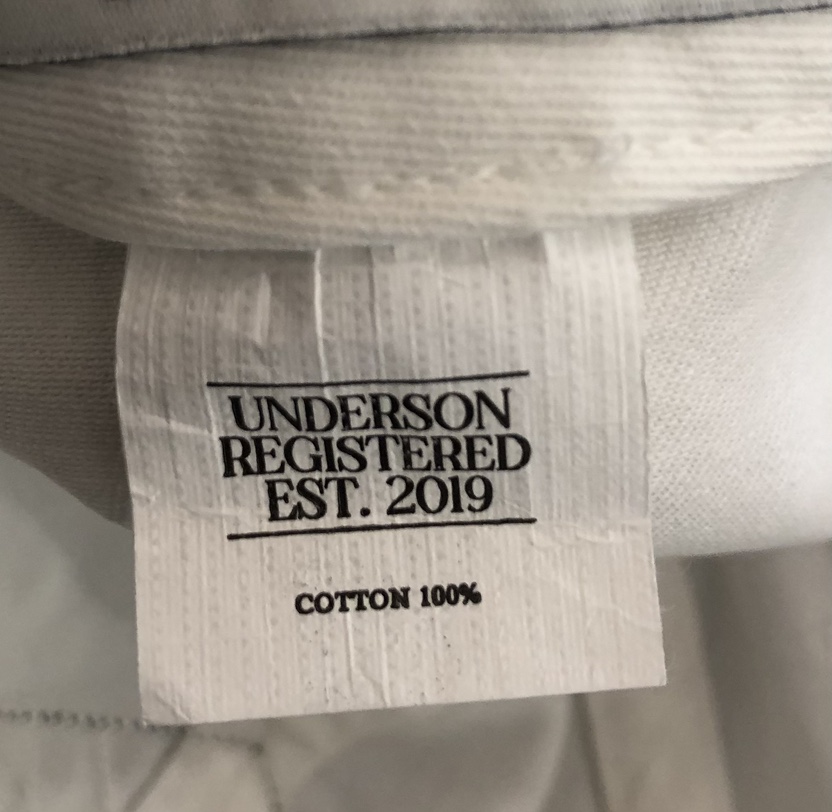 UNDERSON
REGISTERED
EST. 2019
COTTON 100%